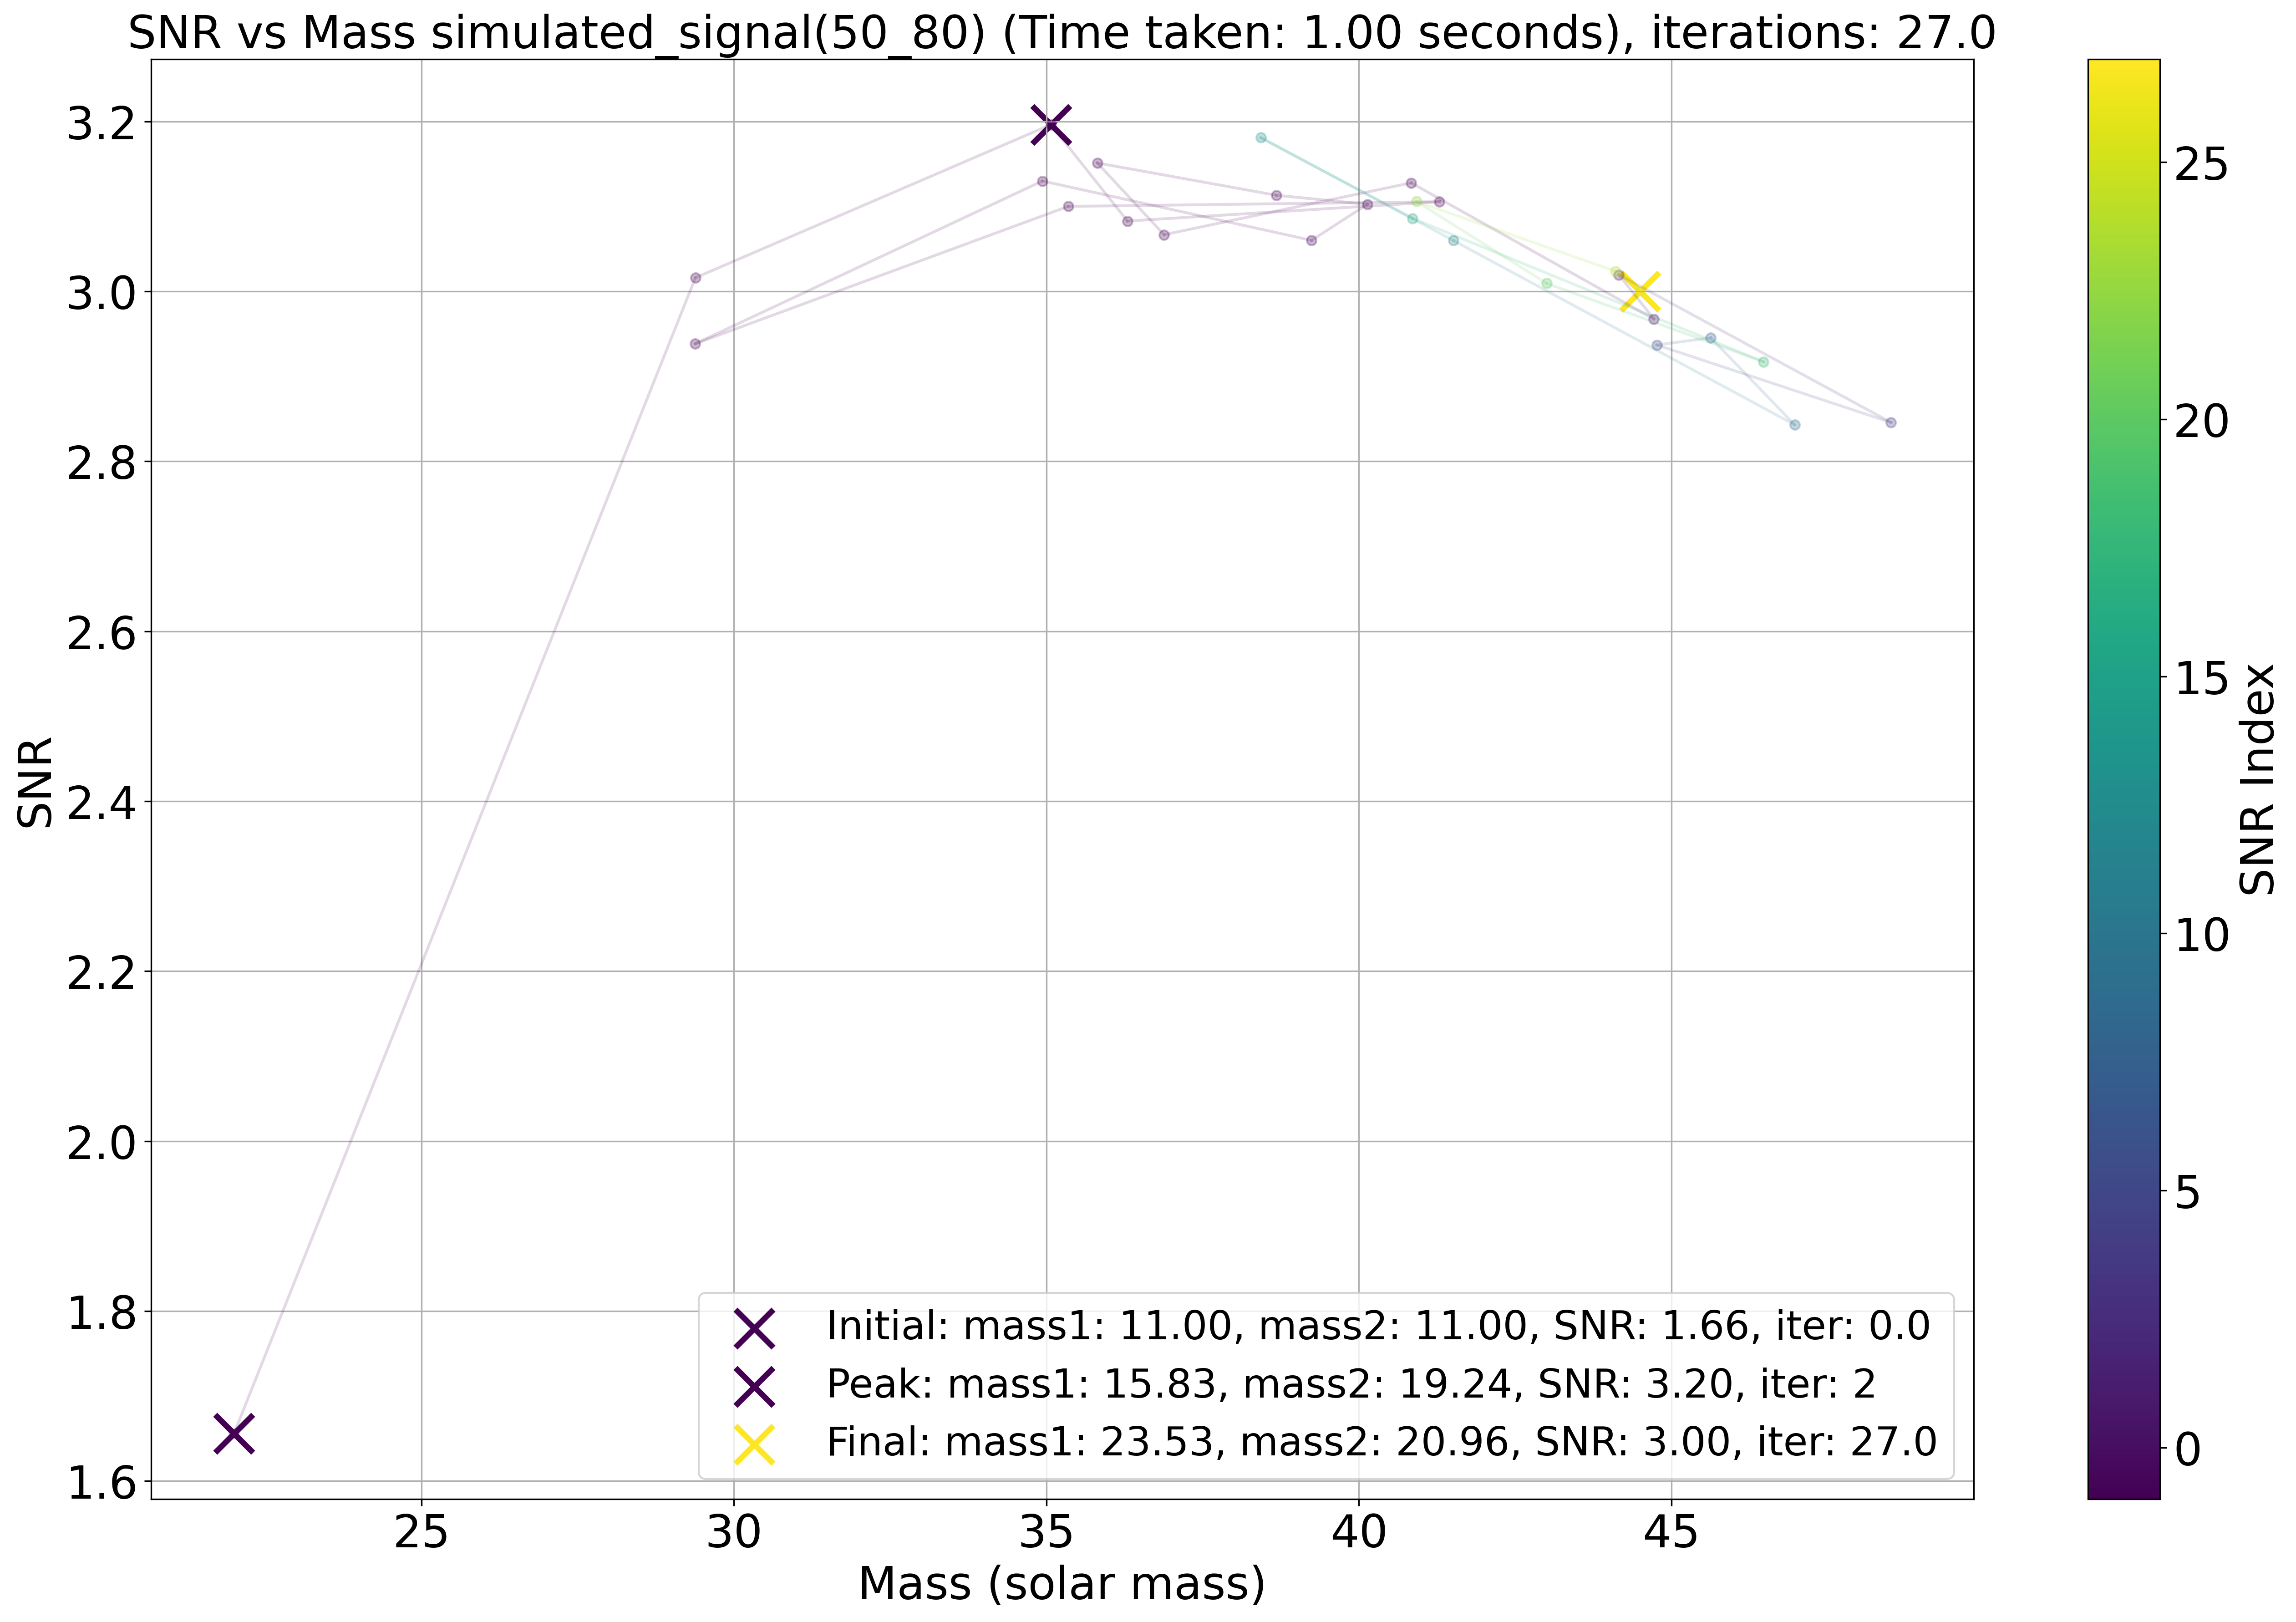 SNR vs Mass simulated_signal(50_80) (Time taken: 1.00 seconds), iterations: 27.0
3.2
3.0
2.8
2.6
2.4
2.2
2.0
1.8
1.6
SNR
25
30
35
40
45
Mass (solar mass)
Initial: mass1: 11.00, mass2: 11.00, SNR: 1.66, iter: 0.0
Peak: mass1: 15.83, mass2: 19.24, SNR: 3.20, iter: 2
Final: mass1: 23.53, mass2: 20.96, SNR: 3.00, iter: 27.0
25
20
15
10
5
0
SNR Index